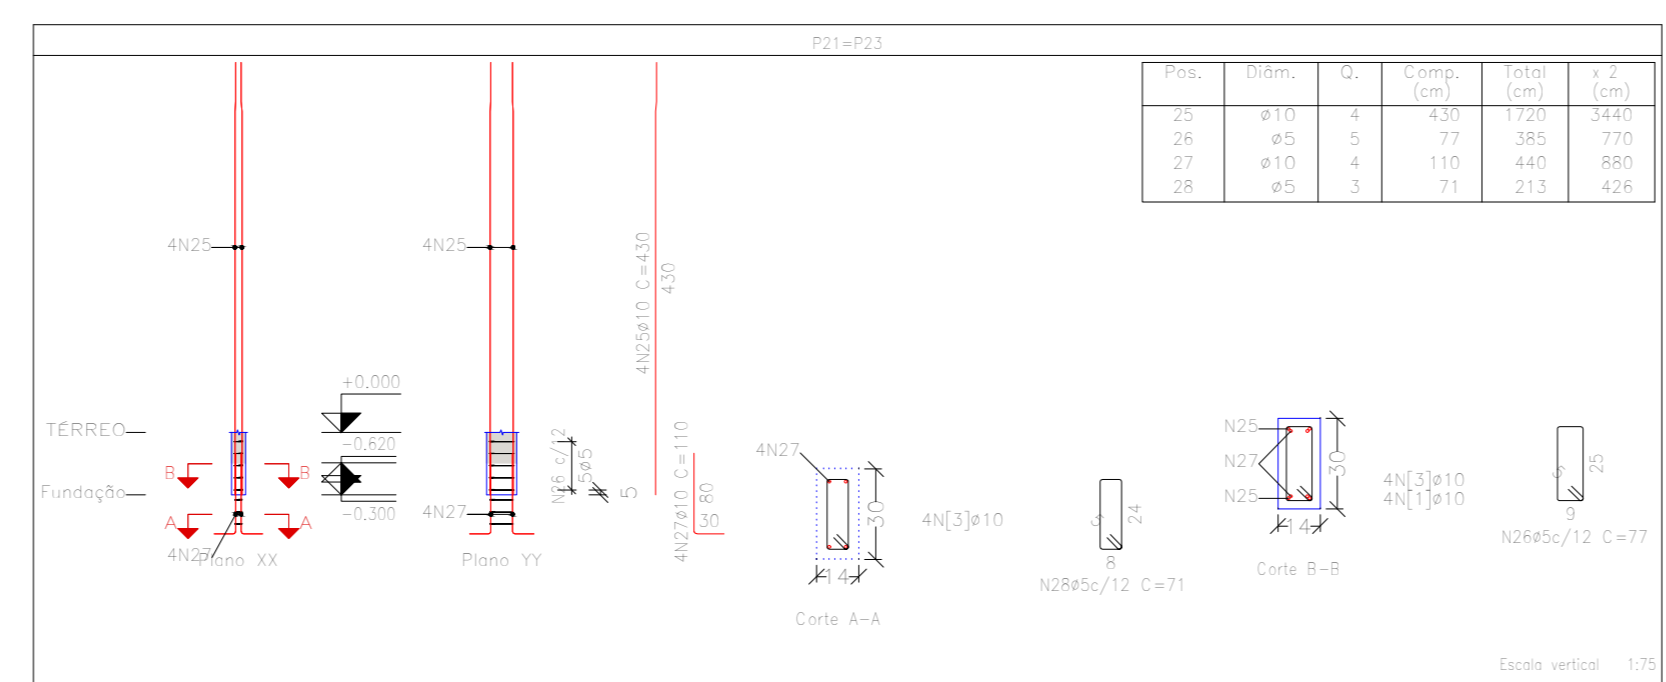 P21=P23
Pos. Diâm. Q. Comp. (cm) Total (cm) x 2 (cm)
25 ø10 4 430 1720 3440
26 ø5 5 77 385 770
27 ø10 4 110 440 880
28 ø5 3 71 213 426
4N25
4N25
4N25ø10 C=430
430
+0.000
TÉRREO
-0.620
B B
Fundação
-0.300
A A
4N27
Plano XX
4N27
Plano YY
N26 c/12
5ø5
5
4N27ø10 C=110
80
30
4N27
30
14
4N[3]ø10
Corte A-A
5
24
8
N28ø5c/12 C=71
N25
N27
N25
30
14
4N[3]ø10
4N[1]ø10
Corte B-B
5
25
9
N26ø5c/12 C=77
Escala vertical 1:75